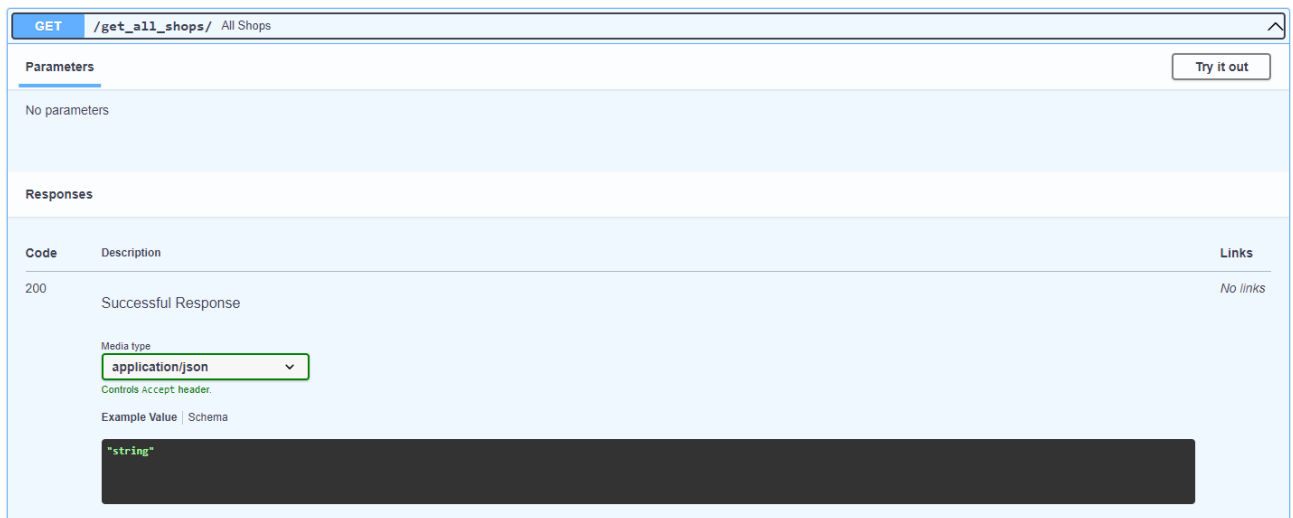 GET /get_all_shops/ All Shops
Parameters Try it out
No parameters
Responses
Code Description Links
200 Successful Response No links
Media type
application/json
Controls Accept header.
Example Value Schema
"string"